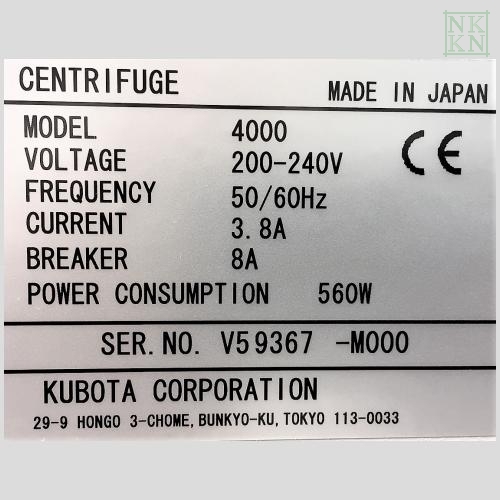 NK
KN
CENTRIFUGE MADE IN JAPAN
MODEL 4000
VOLTAGE 200-240V CE
FREQUENCY 50/60Hz
CURRENT 3.8A
BREAKER 8A
POWER CONSUMPTION 560W
SER.NO. V59367 -M000
KUBOTA CORPORATION
29-9 HONGO 3-CHOME, BUNKYO-KU, TOKYO 113-0033